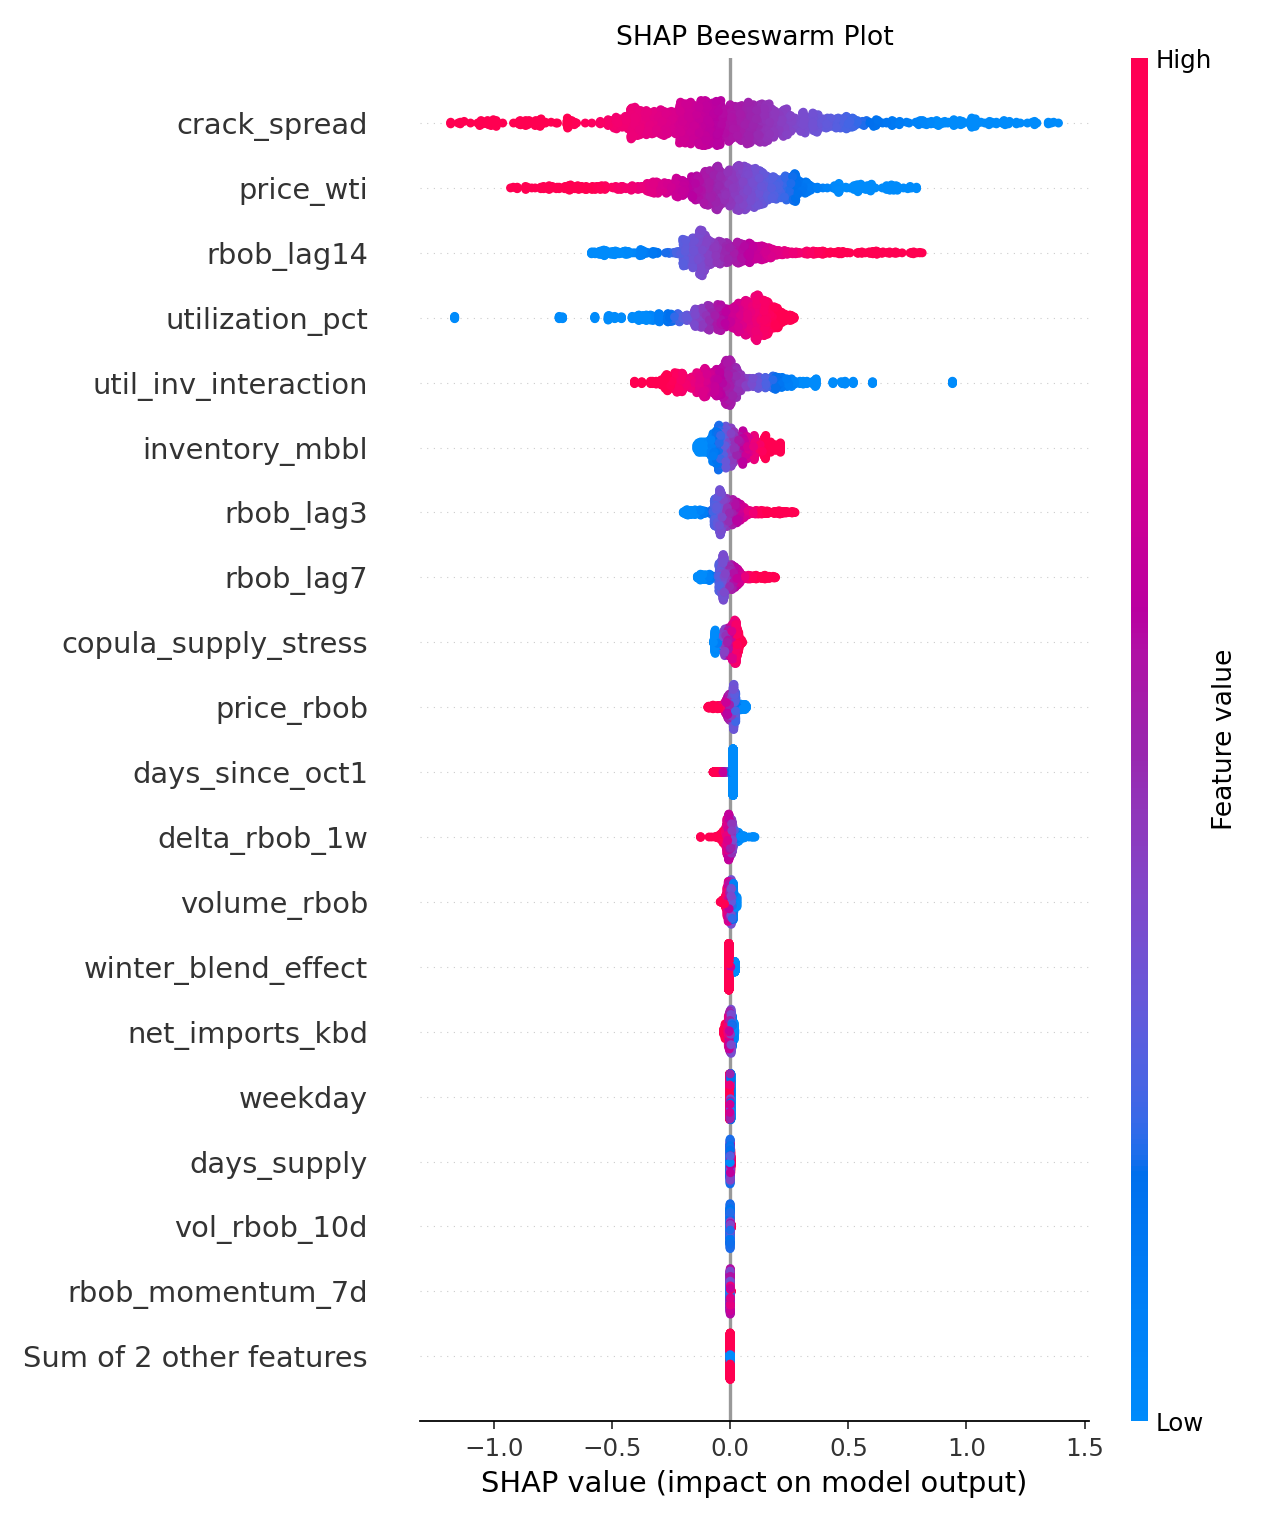 SHAP Beeswarm Plot
High
crack_spread
price_wti
rbob_lag14
utilization_pct
util_inv_interaction
inventory_mbbl
rbob_lag3
rbob_lag7
copula_supply_stress
price_rbob
days_since_oct1
delta_rbob_1w
volume_rbob
winter_blend_effect
net_imports_kbd
weekday
days_supply
vol_rbob_10d
rbob_momentum_7d
Sum of 2 other features
Feature value
Low
−1.0 −0.5 0.0 0.5 1.0 1.5
SHAP value (impact on model output)